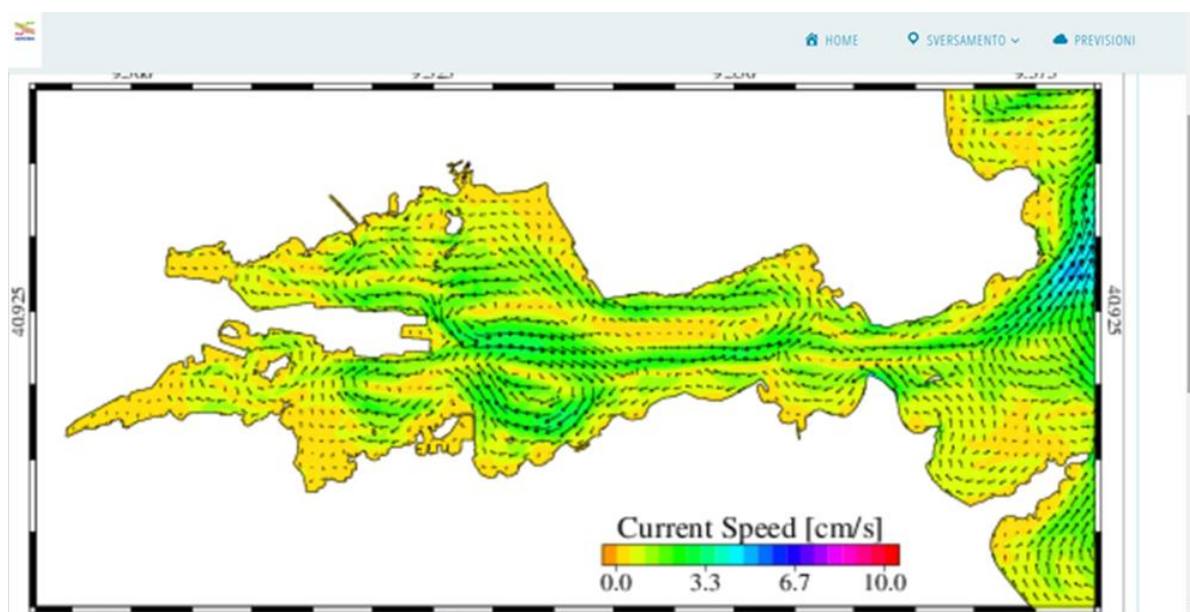 HOME
SVERSAMENTO
PREVISIONI
40.925
40.925
Current Speed [cm/s]
0.0 3.3 6.7 10.0